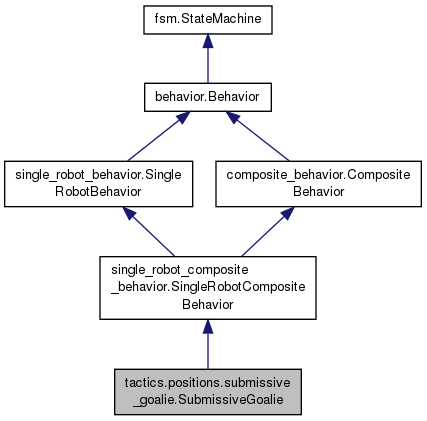 fsm.StateMachine
behavior.Behavior
single_robot_behavior.Single
RobotBehavior
composite_behavior.Composite
Behavior
single_robot_composite
_behavior.SingleRobotComposite
Behavior
tactics.positions.submissive
_goalie.SubmissiveGoalie